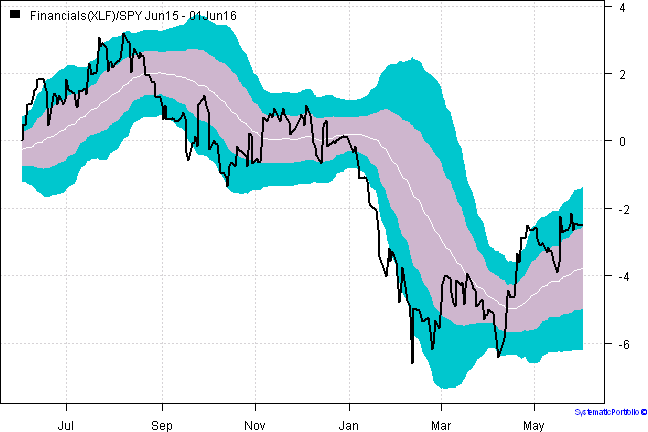 Financials(XLF)/SPY Jun15 - 01Jun16
4
2
0
-2
-4
-6
Jul Sep Nov Jan Mar May
SystematicPortfolio ©